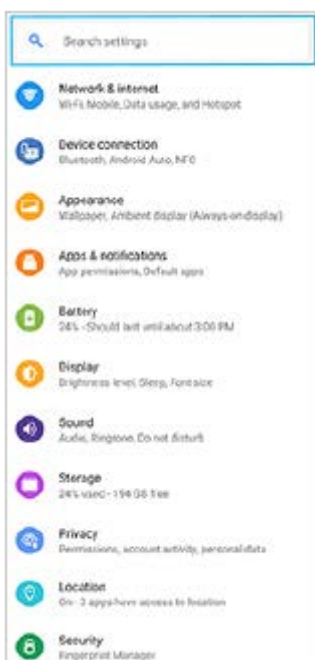 Search settings
Network & internet
Wi-Fi, Mobile, Data usage, and Hotspot
Device connection
Bluetooth, Android Auto, NFC
Appearance
Wallpaper, Ambient display (Always-on display)
Apps & notifications
App permissions, Default apps
Battery
24% - Should last until about 3:00 PM
Display
Brightness level, Sleep, Font size
Sound
Audio, Ringtone, Do not disturb
Storage
24% used - 194 GB free
Privacy
Permissions, account activity, personal data
Location
On - 3 apps have access to location
Security
Fingerprint Manager